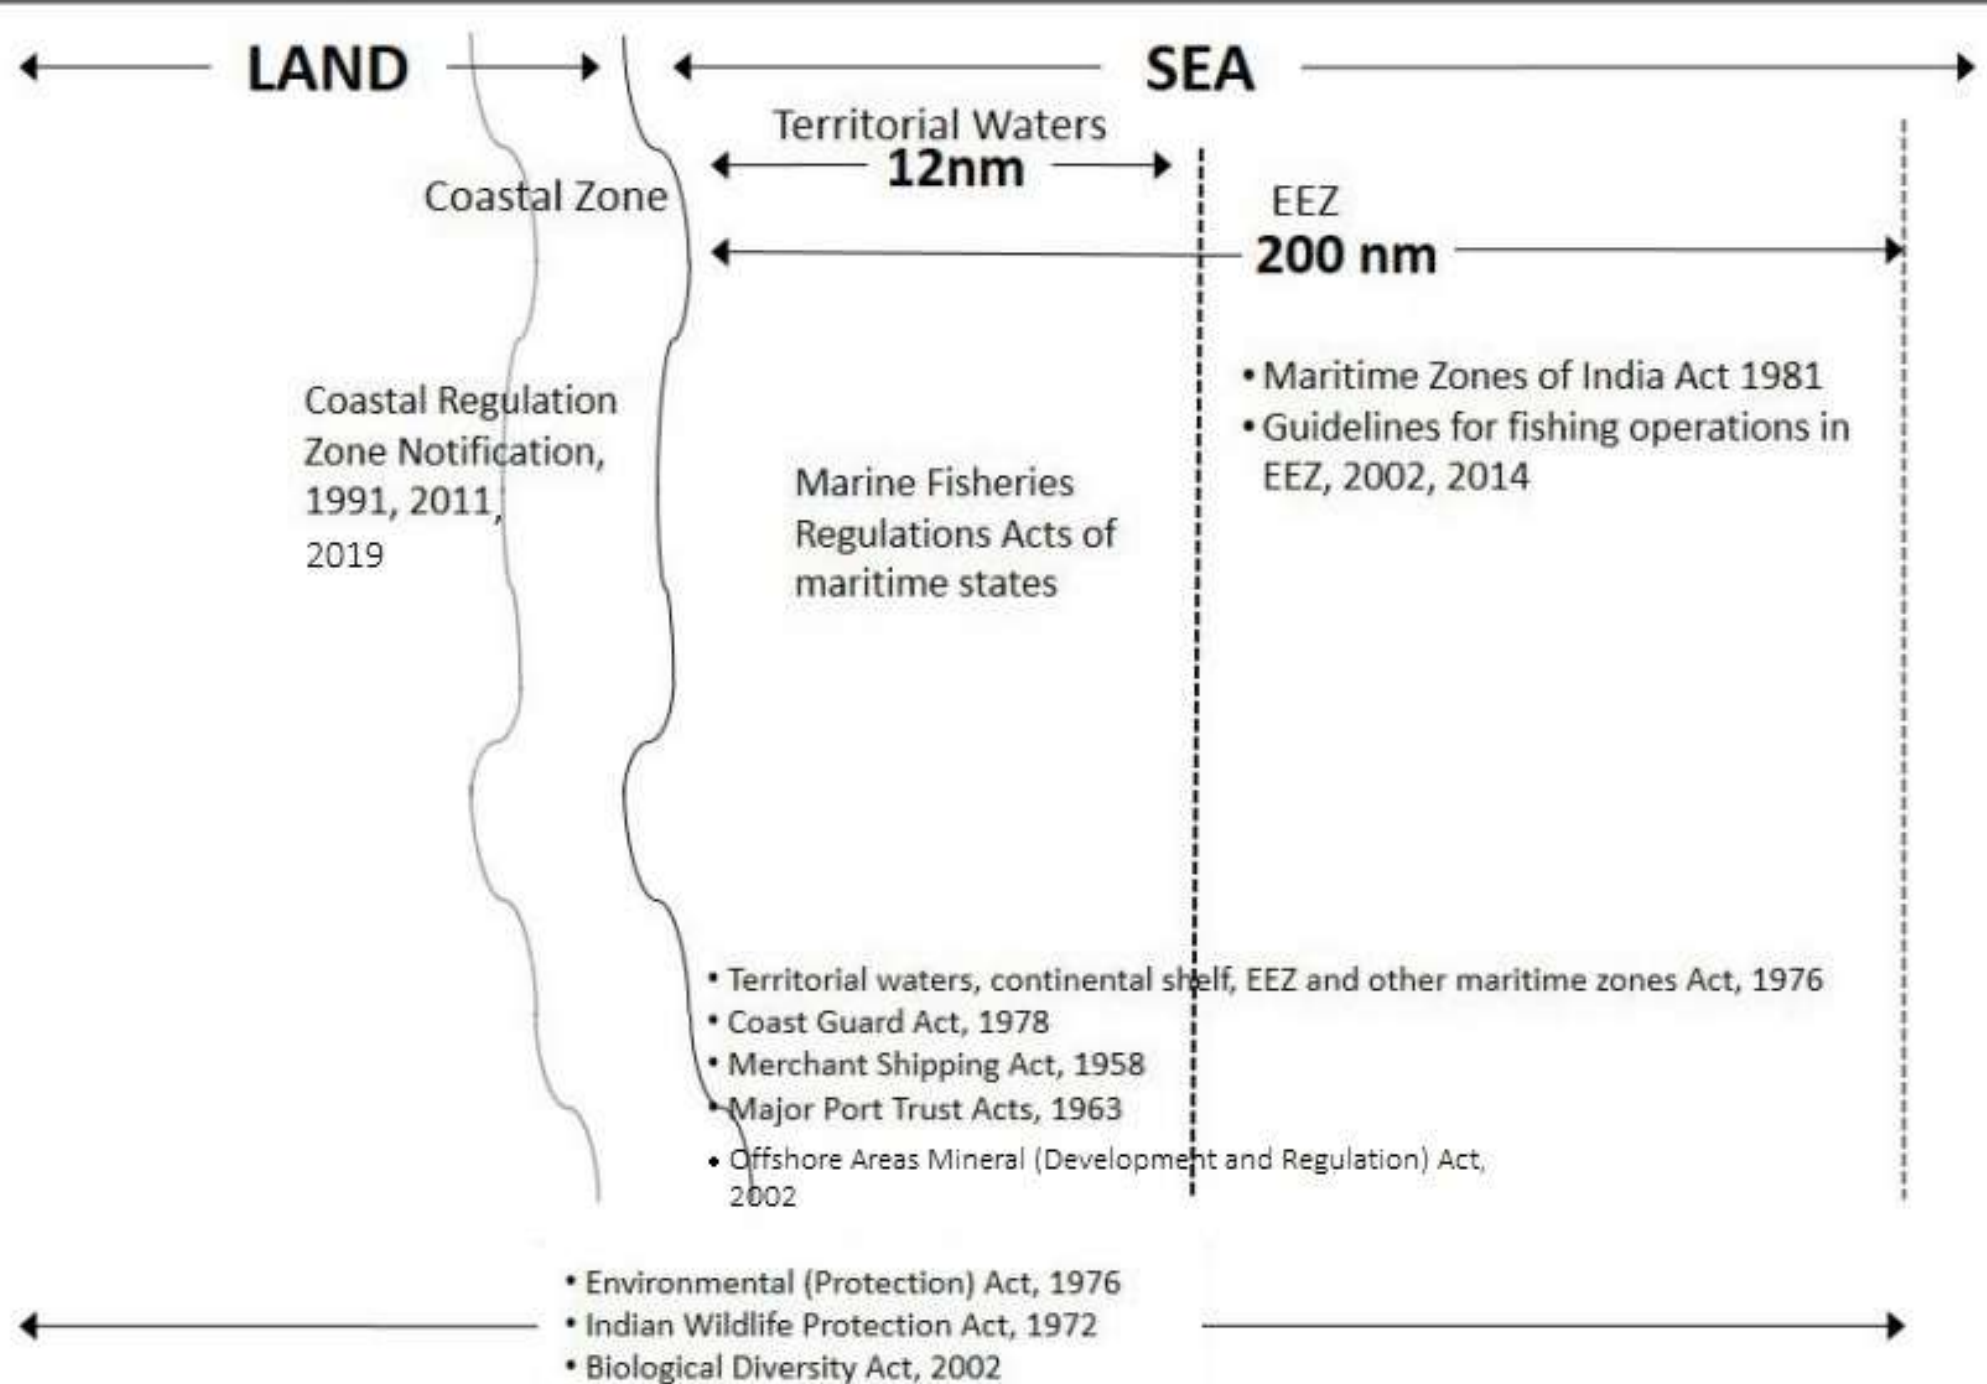 LAND
SEA
Territorial Waters
12nm
Coastal Zone
EEZ
200 nm
Coastal Regulation
Zone Notification,
1991, 2011,
2019
Marine Fisheries
Regulations Acts of
maritime states
• Maritime Zones of India Act 1981
• Guidelines for fishing operations in
EEZ, 2002, 2014
• Territorial waters, continental shelf, EEZ and other maritime zones Act, 1976
• Coast Guard Act, 1978
• Merchant Shipping Act, 1958
• Major Port Trust Acts, 1963
• Offshore Areas Mineral (Development and Regulation) Act,
2002
• Environmental (Protection) Act, 1976
• Indian Wildlife Protection Act, 1972
• Biological Diversity Act, 2002